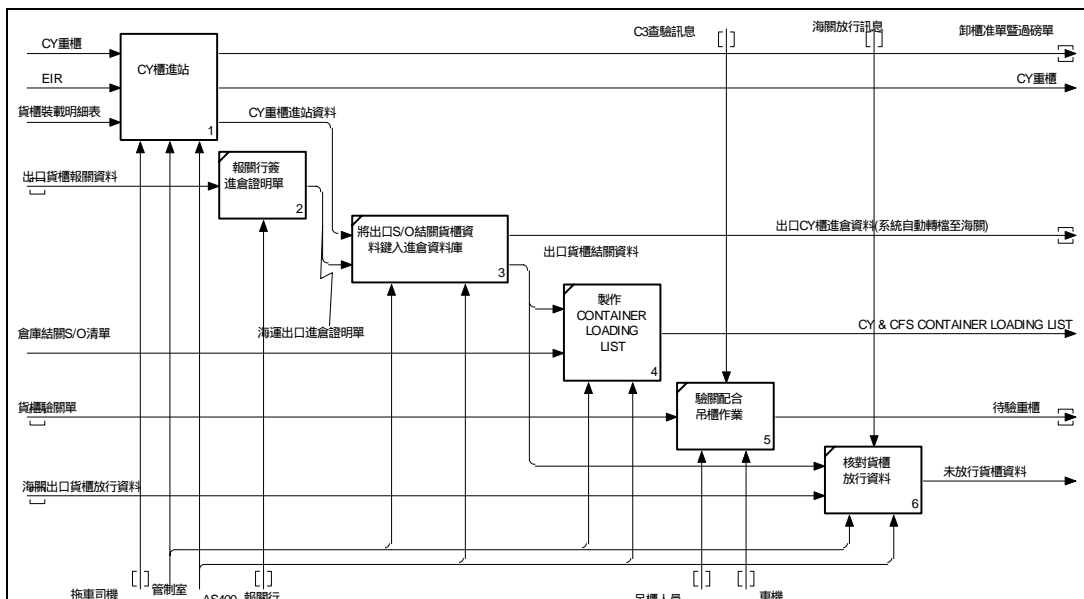 C3查驗訊息
海關放行訊息
卸櫃准單暨過磅單
CY重櫃
CY櫃進站
1
EIR
CY重櫃
貨櫃裝載明細表
CY重櫃進站資料
出口貨櫃報關資料
報關行簽
進倉證明單
2
將出口S/O結關貨櫃資
料鍵入進倉資料庫
3
出口CY櫃進倉資料(系統自動轉檔至海關)
出口貨櫃結關資料
海運出口進倉證明單
倉庫結關S/O清單
製作
CONTAINER
LOADING
LIST
4
CY & CFS CONTAINER LOADING LIST
貨櫃驗關單
驗關配合
吊櫃作業
5
待驗重櫃
海關出口貨櫃放行資料
核對貨櫃
放行資料
6
未放行貨櫃資料
拖車司機
管制室
AS400
報關行
吊櫃人員
車機